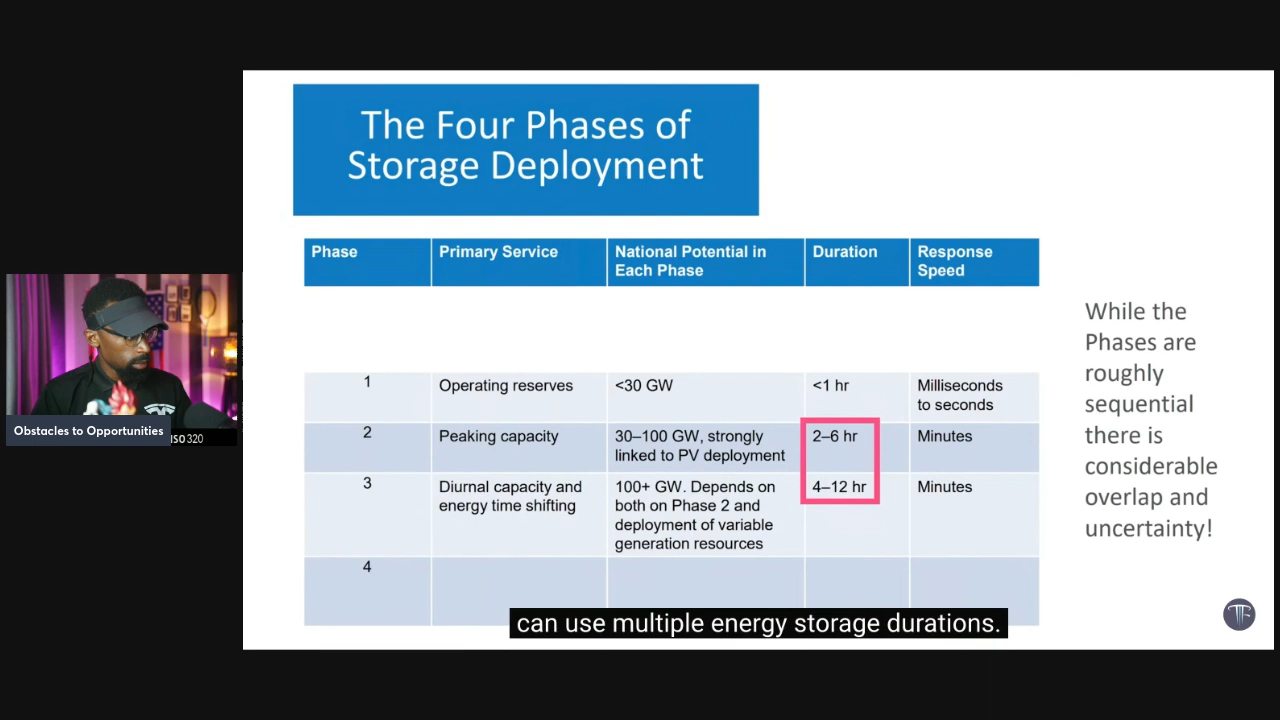 The Four Phases of
Storage Deployment
Phase
Primary Service
National Potential in
Each Phase
Duration
Response
Speed
1
Operating reserves
<30 GW
<1 hr
Milliseconds
to seconds
2
Peaking capacity
30–100 GW, strongly
linked to PV deployment
2–6 hr
Minutes
3
Diurnal capacity and
energy time shifting
100+ GW. Depends on
both on Phase 2 and
deployment of variable
generation resources
4–12 hr
Minutes
4
While the
Phases are
roughly
sequential
there is
considerable
overlap and
uncertainty!
Obstacles to Opportunities
ISO 320
can use multiple energy storage durations.